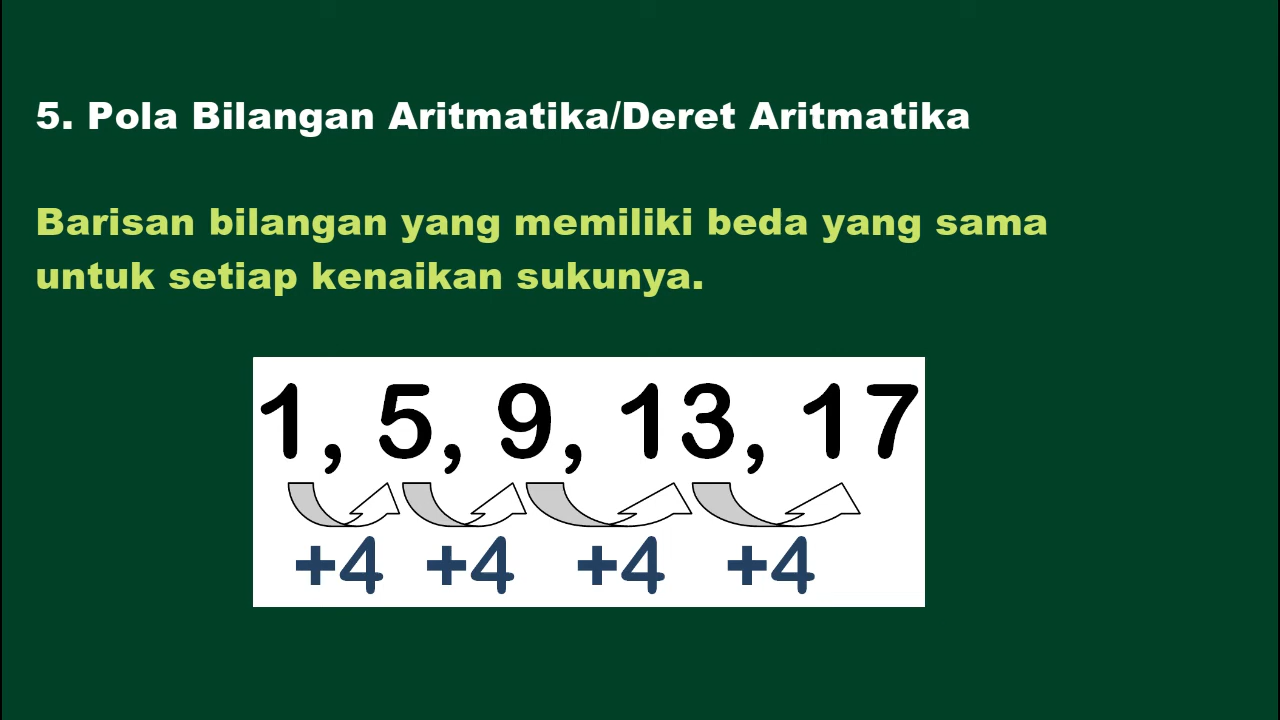 5. Pola Bilangan Aritmatika/Deret Aritmatika
Barisan bilangan yang memiliki beda yang sama
untuk setiap kenaikan sukunya.
1, 5, 9, 13, 17
+4 +4 +4 +4